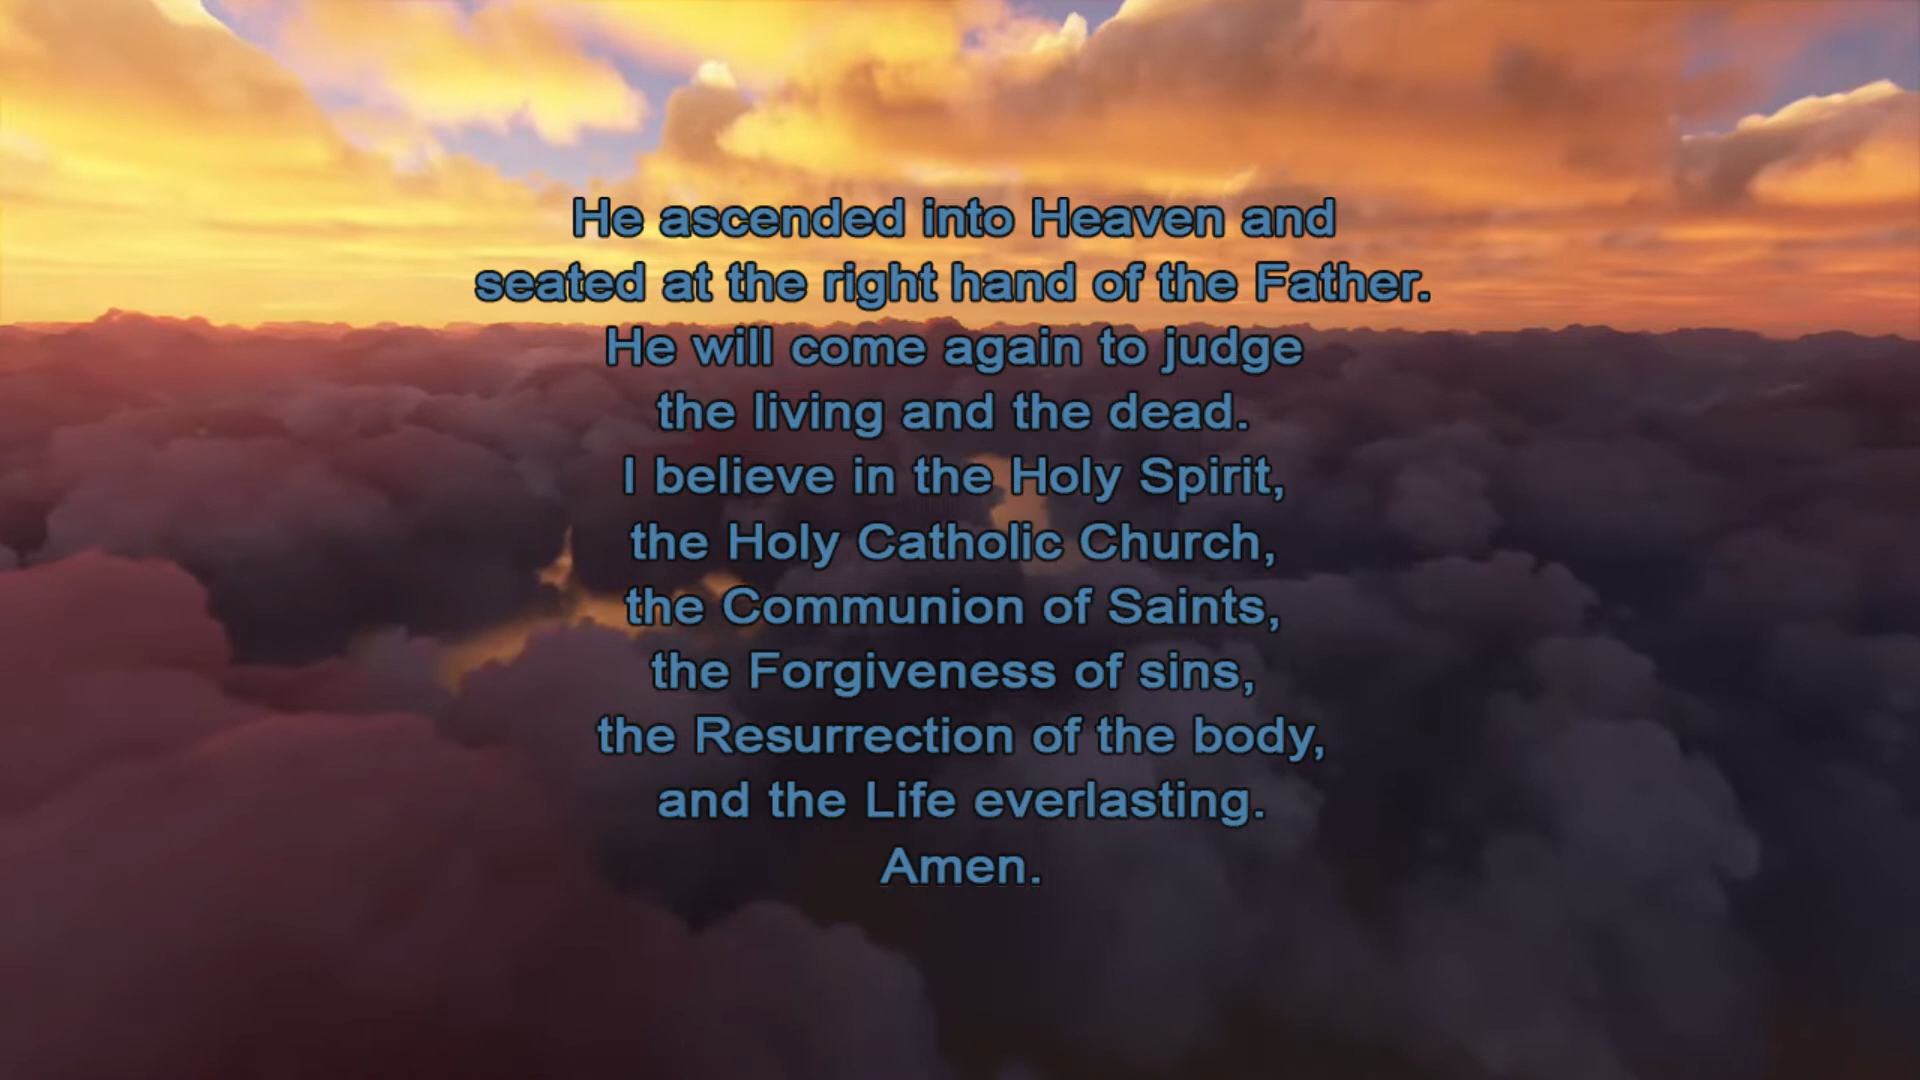 He ascended into Heaven and
seated at the right hand of the Father.
He will come again to judge
the living and the dead.
I believe in the Holy Spirit,
the Holy Catholic Church,
the Communion of Saints,
the Forgiveness of sins,
the Resurrection of the body,
and the Life everlasting.
Amen.